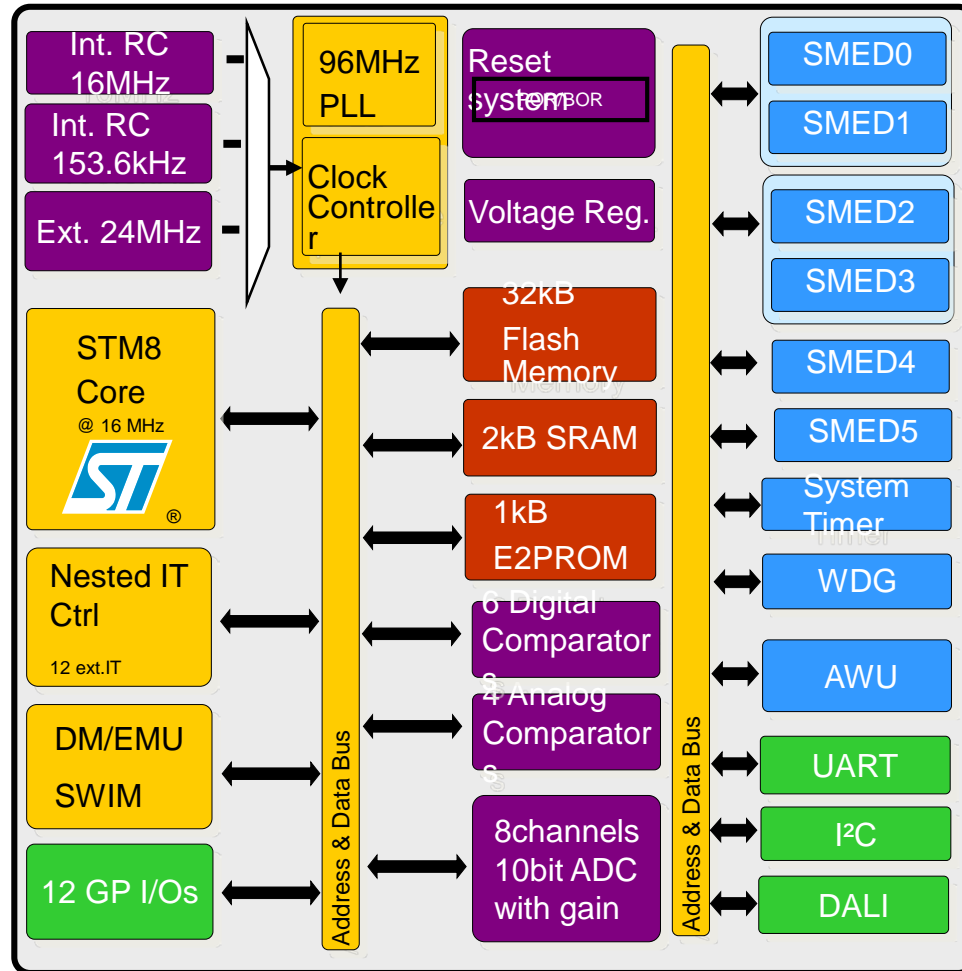 Int. RC
16MHz
Int. RC
153.6kHz
Ext. 24MHz
96MHz
PLL
Clock
Controlle
r
Reset
system
Voltage Reg.
STM8
Core
@ 16 MHz
ST
®
Nested IT
Ctrl
12 ext.IT
DM/EMU
SWIM
12 GP I/Os
Address & Data Bus
32kB
Flash
Memory
2kB SRAM
1kB
E2PROM
6 Digital
Comparator
s
4 Analog
Comparator
s
8channels
10bit ADC
with gain
Address & Data Bus
SMED0
SMED1
SMED2
SMED3
SMED4
SMED5
System
Timer
WDG
AWU
UART
I²C
DALI